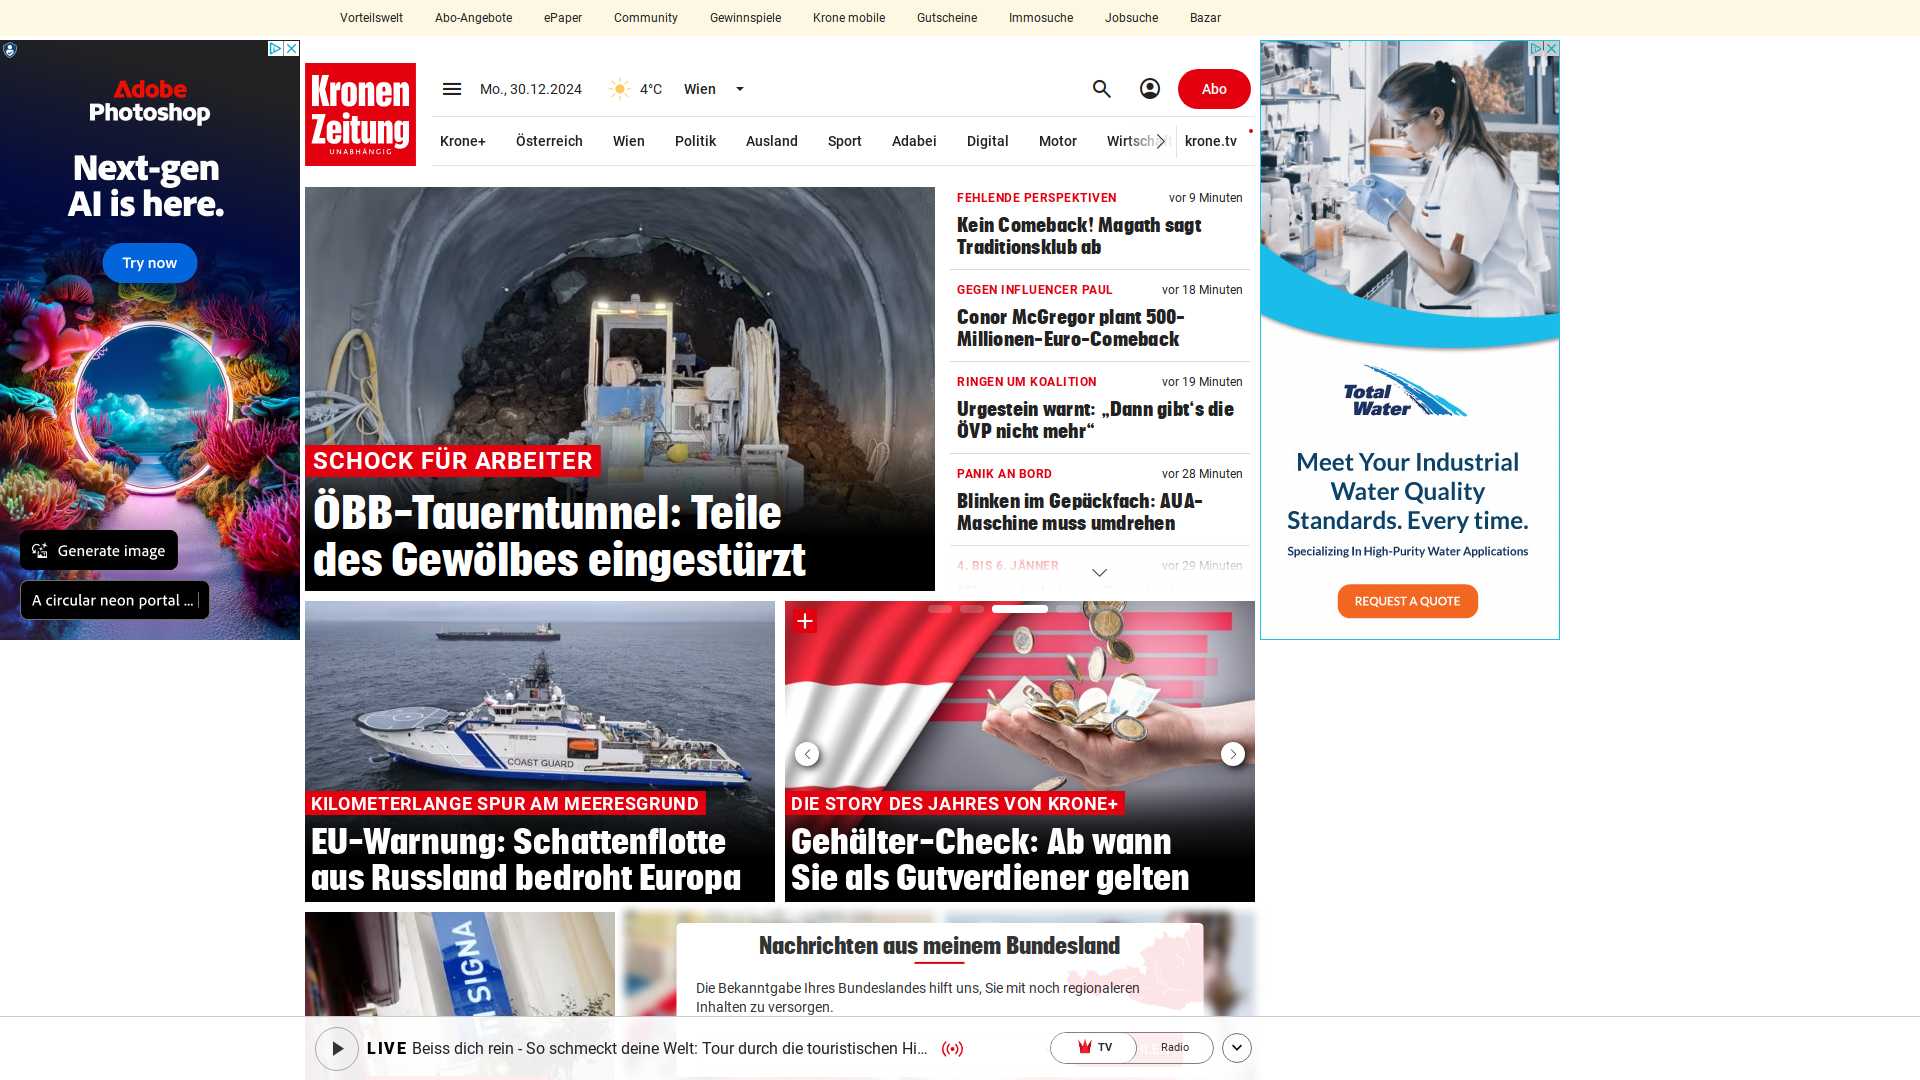 Vorteilswelt Abo-Angebote ePaper Community Gewinnspiele Krone mobile Gutscheine Immosuche Jobsuche Bazar
Adobe
Photoshop
Next-gen
AI is here.
Try now
Generate image
A circular neon portal ...
Kronen
Zeitung
UNABHÄNGIG
Mo., 30.12.2024 4°C Wien
Abo
Krone+ Österreich Wien Politik Ausland Sport Adabei Digital Motor Wirtschaft krone.tv
SCHOCK FÜR ARBEITER
ÖBB-Tauerntunnel: Teile
des Gewölbes eingestürzt
FEHLENDE PERSPEKTIVEN vor 9 Minuten
Kein Comeback! Magath sagt
Traditionsklub ab
GEGEN INFLUENCER PAUL vor 18 Minuten
Conor McGregor plant 500-
Millionen-Euro-Comeback
RINGEN UM KOALITION vor 19 Minuten
Urgestein warnt: „Dann gibt‘s die
ÖVP nicht mehr“
PANIK AN BORD vor 28 Minuten
Blinken im Gepäckfach: AUA-
Maschine muss umdrehen
4. BIS 6. JÄNNER vor 29 Minuten
COAST GUARD
KILOMETERLANGE SPUR AM MEERESGRUND
EU-Warnung: Schattenflotte
aus Russland bedroht Europa
DIE STORY DES JAHRES VON KRONE+
Gehälter-Check: Ab wann
Sie als Gutverdiener gelten
Total
Water
Meet Your Industrial
Water Quality
Standards. Every time.
Specializing In High-Purity Water Applications
REQUEST A QUOTE
SIGNA
Nachrichten aus meinem Bundesland
Die Bekanntgabe Ihres Bundeslandes hilft uns, Sie mit noch regionaleren
Inhalten zu versorgen.
LIVE Beiss dich rein - So schmeckt deine Welt: Tour durch die touristischen Hi...
TV Radio